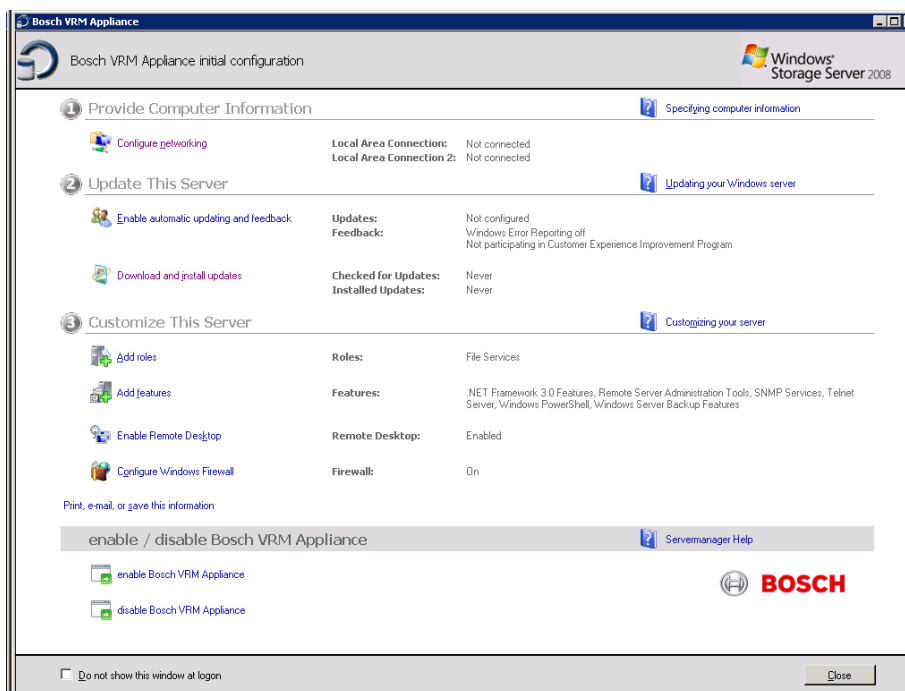 Bosch VRM Appliance
Bosch VRM Appliance initial configuration
Windows
Storage Server 2008
1 Provide Computer Information
Specifying computer information
Configure networking
Local Area Connection: Not connected
Local Area Connection 2: Not connected
2 Update This Server
Updating your Windows server
Enable automatic updating and feedback
Updates: Not configured
Feedback: Windows Error Reporting off
Not participating in Customer Experience Improvement Program
Download and install updates
Checked for Updates: Never
Installed Updates: Never
3 Customize This Server
Customizing your server
Add roles
Roles: File Services
Add features
Features: .NET Framework 3.0 Features, Remote Server Administration Tools, SNMP Services, Telnet
Server, Windows PowerShell, Windows Server Backup Features
Enable Remote Desktop
Remote Desktop: Enabled
Configure Windows Firewall
Firewall: On
Print, e-mail, or save this information
enable / disable Bosch VRM Appliance
Servermanager Help
enable Bosch VRM Appliance
BOSCH
disable Bosch VRM Appliance
Do not show this window at logon
Close